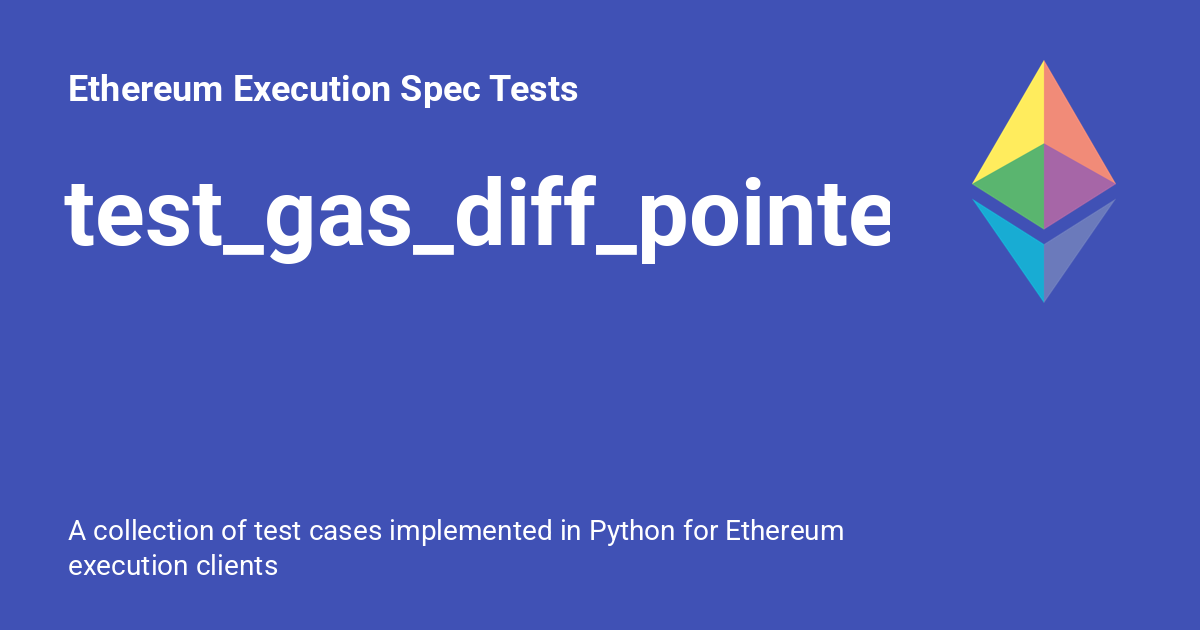 Ethereum Execution Spec Tests
test_gas_diff_pointe
A collection of test cases implemented in Python for Ethereum
execution clients